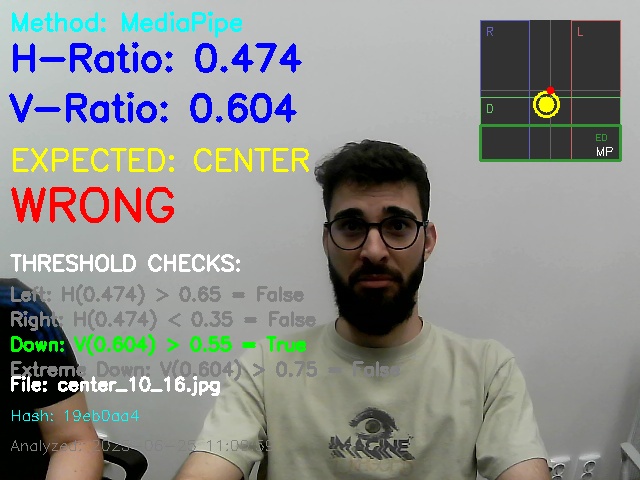 Method: MediaPipe
H-Ratio: 0.474
V-Ratio: 0.604
EXPECTED: CENTER
WRONG
THRESHOLD CHECKS:
Left: H(0.474) > 0.65 = False
Right: H(0.474) < 0.35 = False
Down: V(0.604) > 0.55 = True
Extreme Down: V(0.604) > 0.75 = False
File: center_10_16.jpg
Hash: 19eb0aa4
Analyzed:
R
L
D
ED
MP
IMAGINE